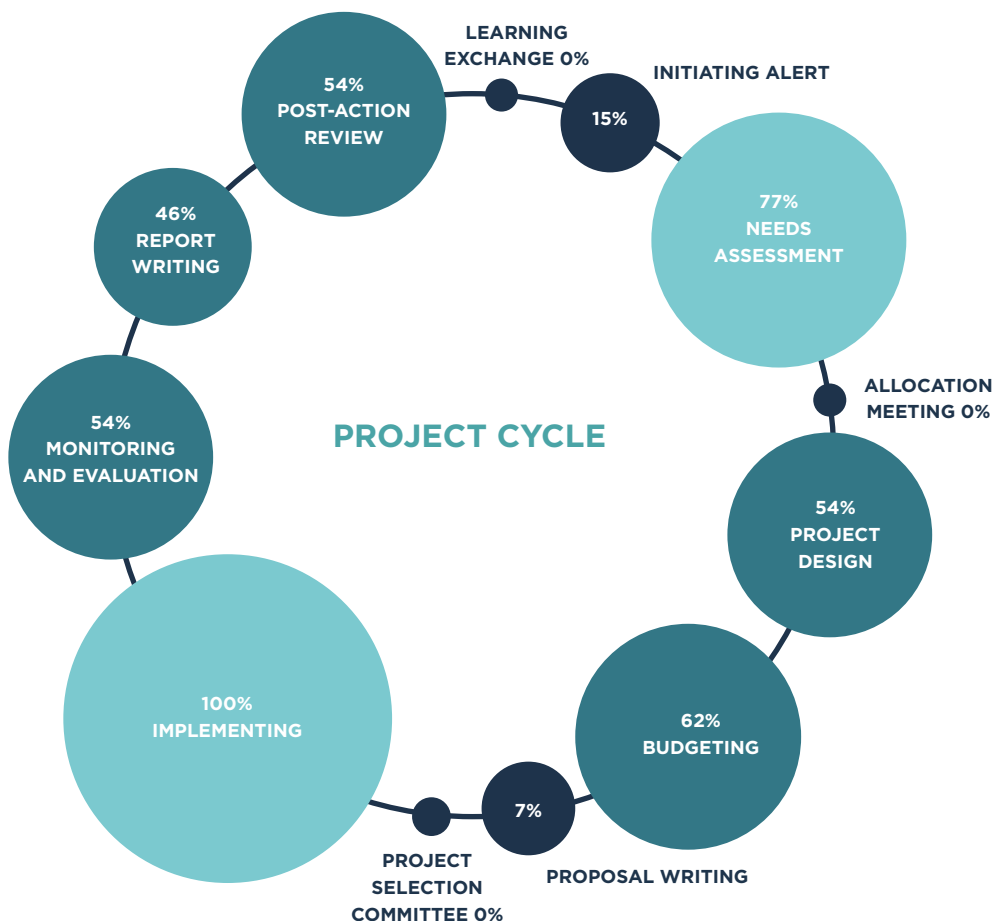 LEARNING
EXCHANGE 0%
INITIATING ALERT
15%
54%
POST-ACTION
REVIEW
77%
NEEDS
ASSESSMENT
46%
REPORT
WRITING
ALLOCATION
MEETING 0%
54%
MONITORING
AND EVALUATION
PROJECT CYCLE
54%
PROJECT
DESIGN
100%
IMPLEMENTING
62%
BUDGETING
7%
PROPOSAL WRITING
PROJECT
SELECTION
COMMITTEE 0%